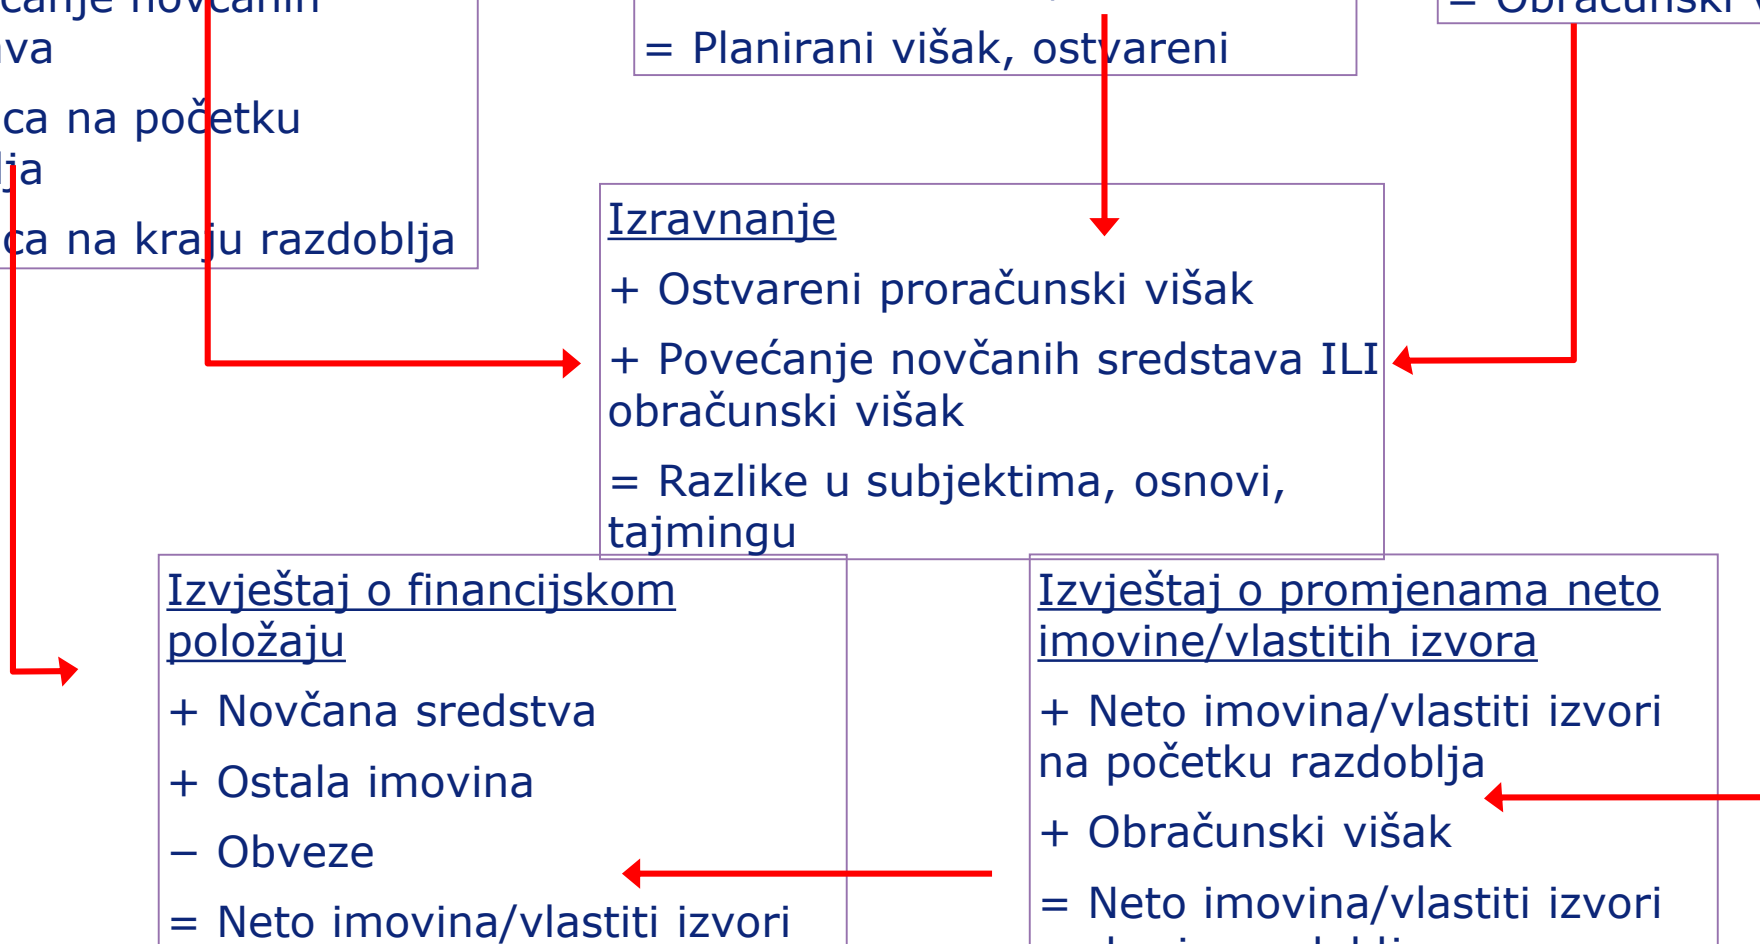 novčanih
ca na početku
ca na kraju razdoblja
= Planirani višak, ostvareni
= Obračunski
Izravnanje
+ Ostvareni proračunski višak
+ Povećanje novčanih sredstava ILI
obračunski višak
= Razlike u subjektima, osnovi,
tajmingu
Izvještaj o financijskom
položaju
+ Novčana sredstva
+ Ostala imovina
− Obveze
= Neto imovina/vlastiti izvori
Izvještaj o promjenama neto
imovine/vlastitih izvora
+ Neto imovina/vlastiti izvori
na početku razdoblja
+ Obračunski višak
= Neto imovina/vlastiti izvori